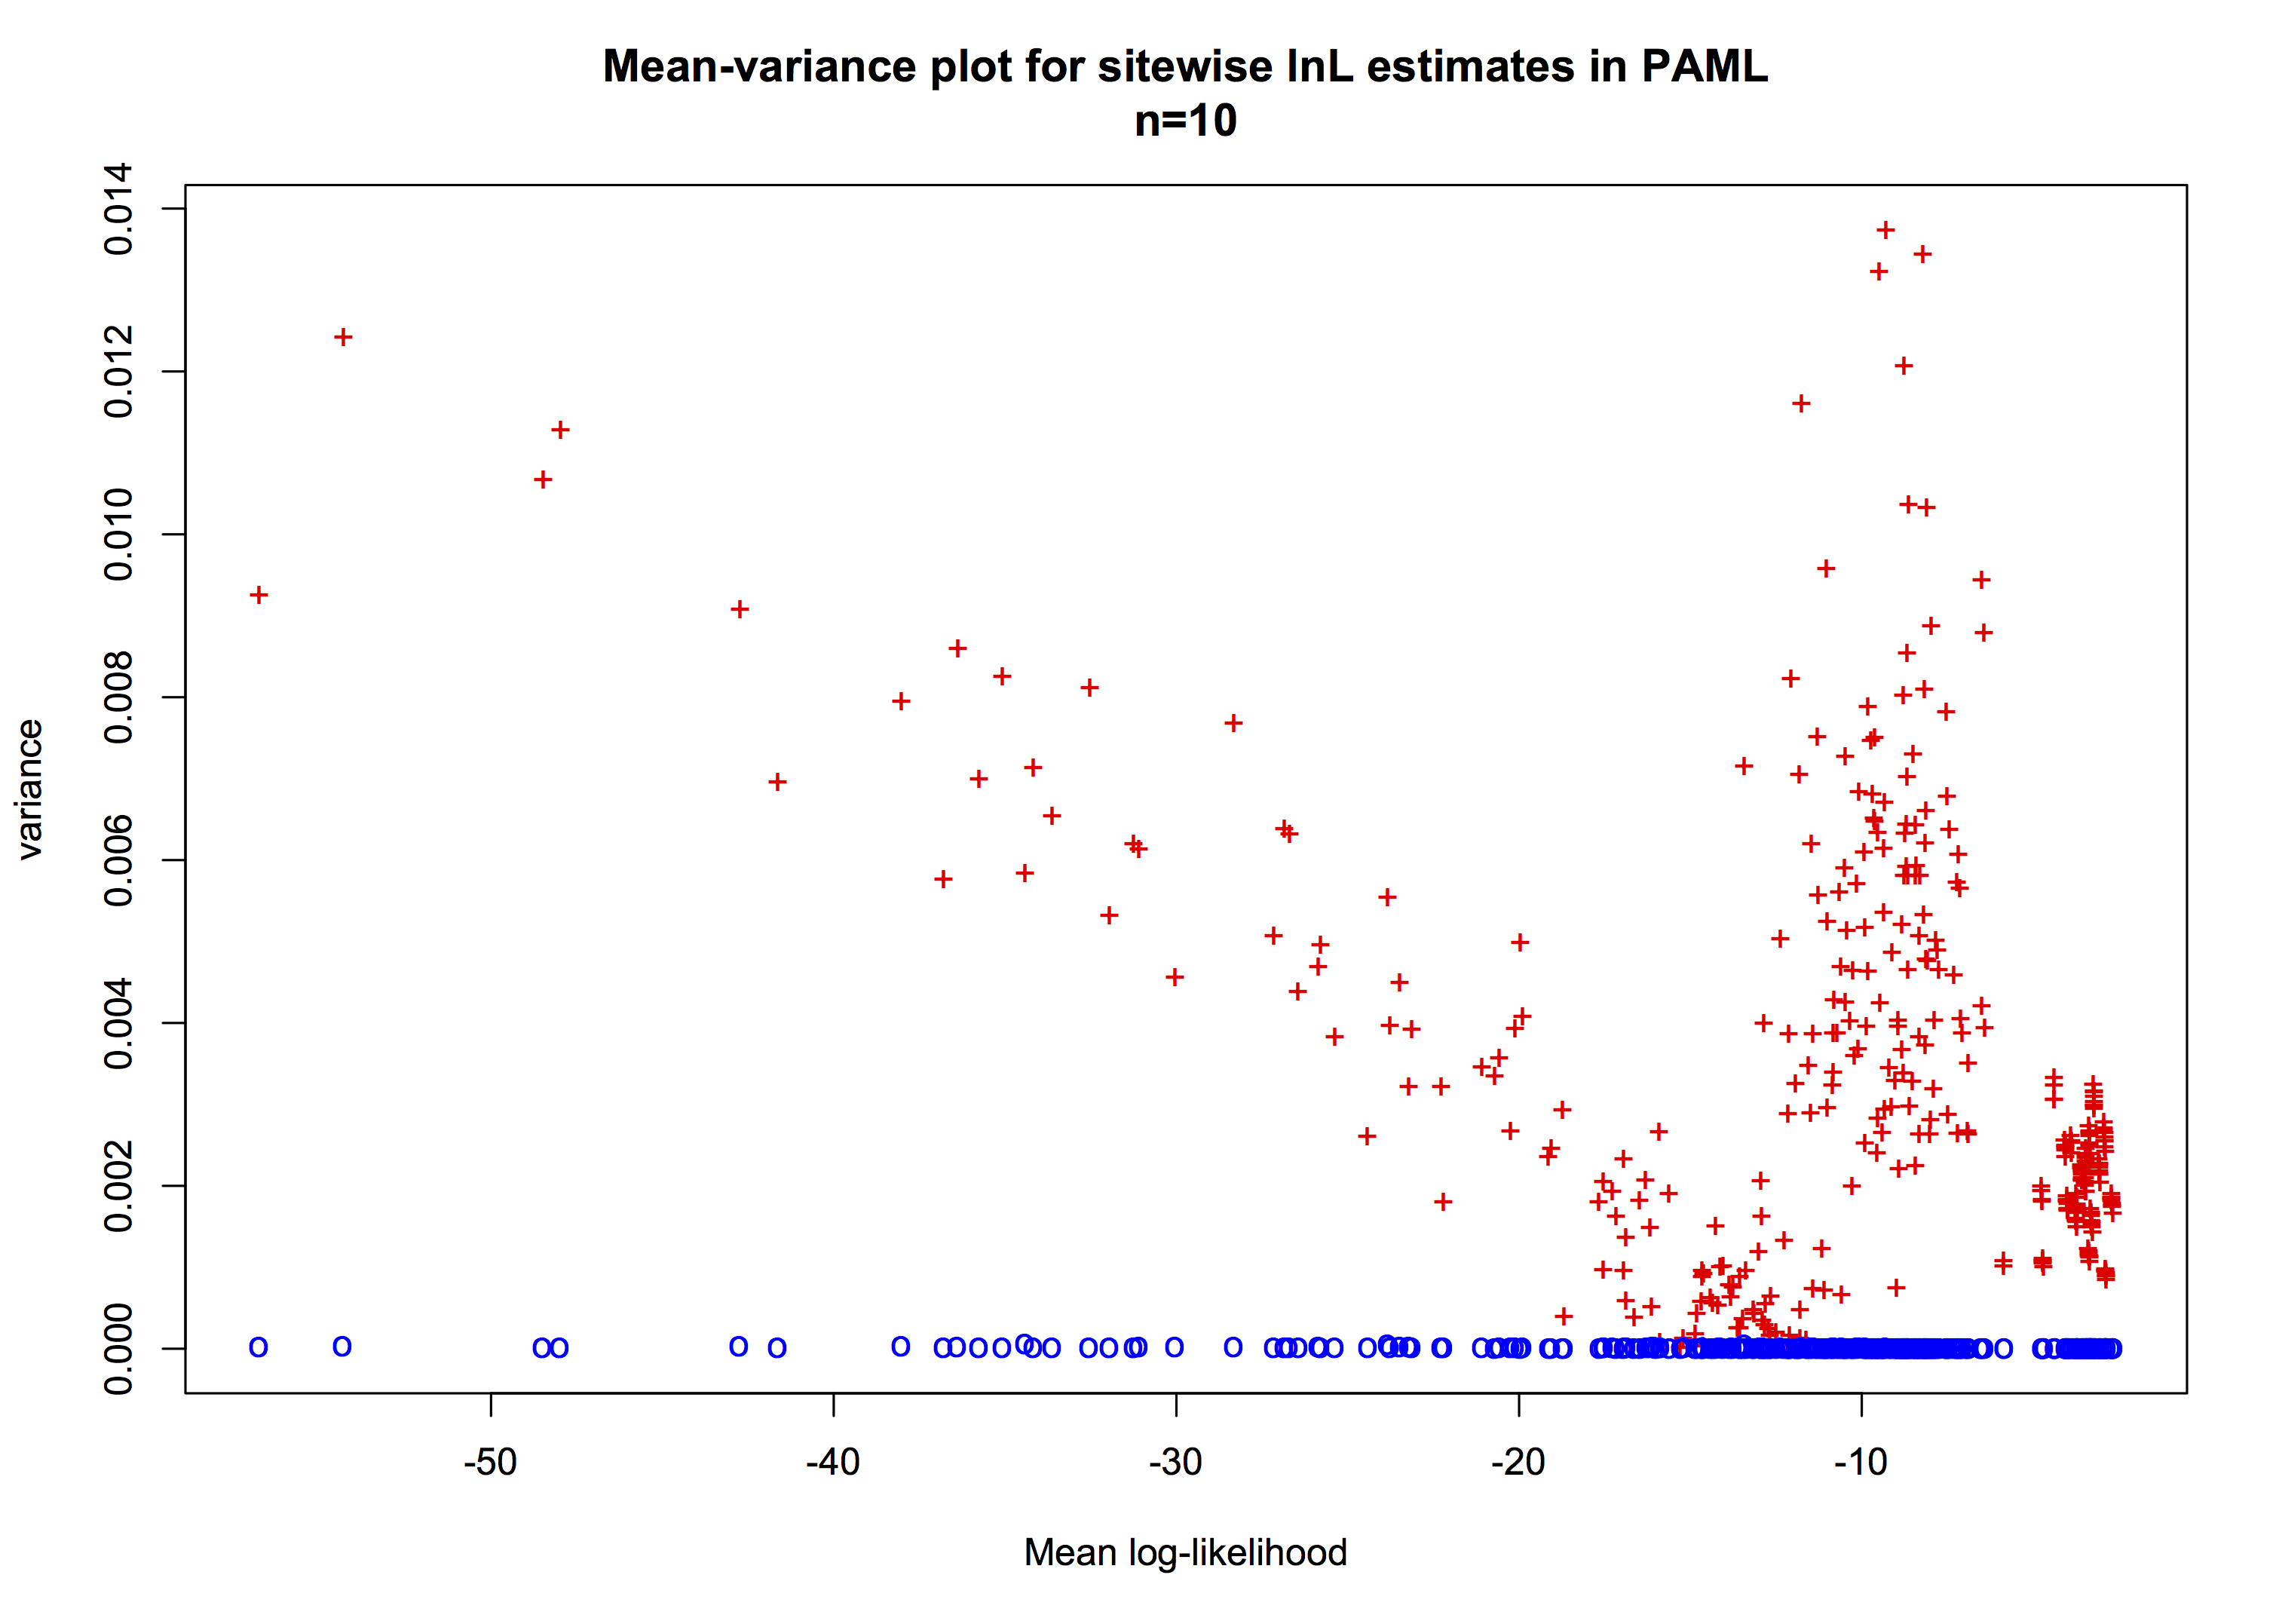 Mean-variance plot for sitewise lnL estimates in PAML
n=10
variance
0.014
0.012
0.010
0.008
0.006
0.004
0.002
0.000
-50 -40 -30 -20 -10
Mean log-likelihood